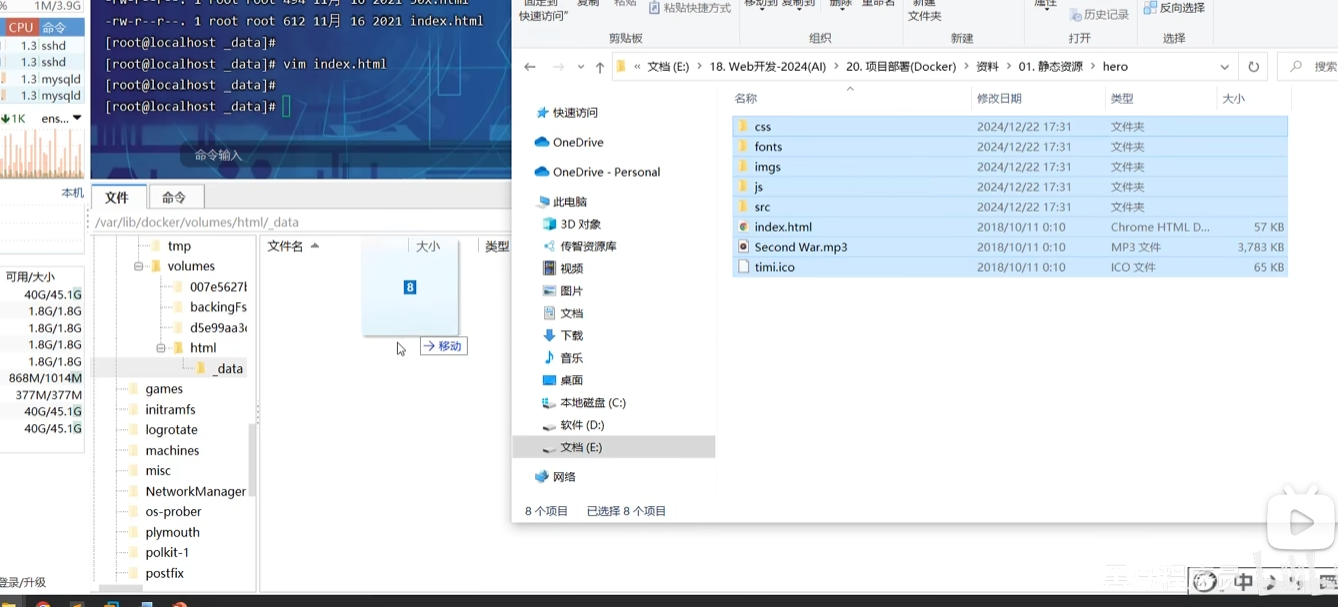 -rw-r--r--. 1 root root 494 11月 16 2021 50x.html
-rw-r--r--. 1 root root 612 11月 16 2021 index.html
[root@localhost _data]#
[root@localhost _data]# vim index.html
[root@localhost _data]#
[root@localhost _data]#
命令输入
% 1M/3.9G
CPU 命令
1.3 sshd
1.3 sshd
1.3 mysqld
1.3 mysqld
1K ens...
本机
可用/大小
40G/45.1G
1.8G/1.8G
1.8G/1.8G
1.8G/1.8G
1.8G/1.8G
868M/1014M
377M/377M
40G/45.1G
40G/45.1G
登录/升级
文件 命令
/var/lib/docker/volumes/html/_data
tmp
volumes
007e5627
backingFs
d5e99aa3
html
_data
games
initramfs
logrotate
machines
misc
NetworkManager
os-prober
plymouth
polkit-1
postfix
文件名 大小 类型
8
移动
固定到 复制 粘贴 粘贴快捷方式 移动到 复制到 删除 重命名 新建 属性 反向选择
快速访问" 文件夹 历史记录
剪贴板 组织 新建 打开 选择
« 文档 (E:) › 18. Web开发-2024(AI) › 20. 项目部署(Docker) › 资料 › 01. 静态资源 › hero
搜索
快速访问
OneDrive
OneDrive - Personal
此电脑
3D 对象
传智资源库
视频
图片
文档
下载
音乐
桌面
本地磁盘 (C:)
软件 (D:)
文档 (E:)
网络
名称 修改日期 类型 大小
css 2024/12/22 17:31 文件夹
fonts 2024/12/22 17:31 文件夹
imgs 2024/12/22 17:31 文件夹
js 2024/12/22 17:31 文件夹
src 2024/12/22 17:31 文件夹
index.html 2018/10/11 0:10 Chrome HTML D... 57 KB
Second War.mp3 2018/10/11 0:10 MP3 文件 3,783 KB
timi.ico 2018/10/11 0:10 ICO 文件 65 KB
8 个项目 已选择 8 个项目
中